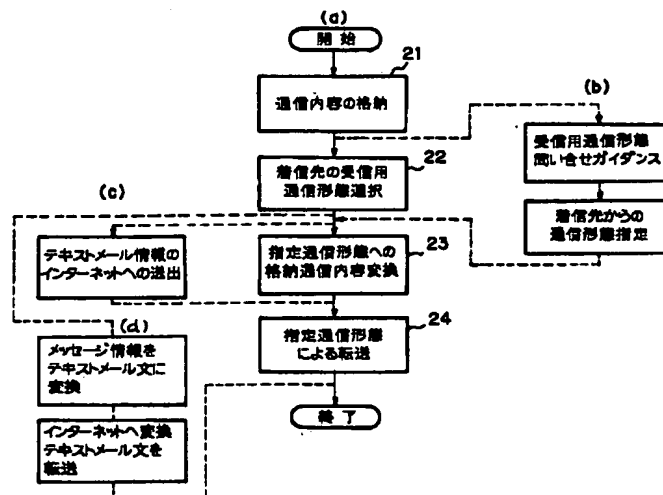 (a)
開始
21
通信内容の格納
(b)
22
着信先の受信用
通信形態選択
受信用通信形態
問い合せガイダンス
着信先からの
通信形態指定
(c)
テキストメール情報の
インターネットへの送出
23
指定通信形態への
格納通信内容変換
24
指定通信形態
による転送
(d)
メッセージ情報を
テキストメール文に
変換
インターネットへ変換
テキストメール文を
転送
終了